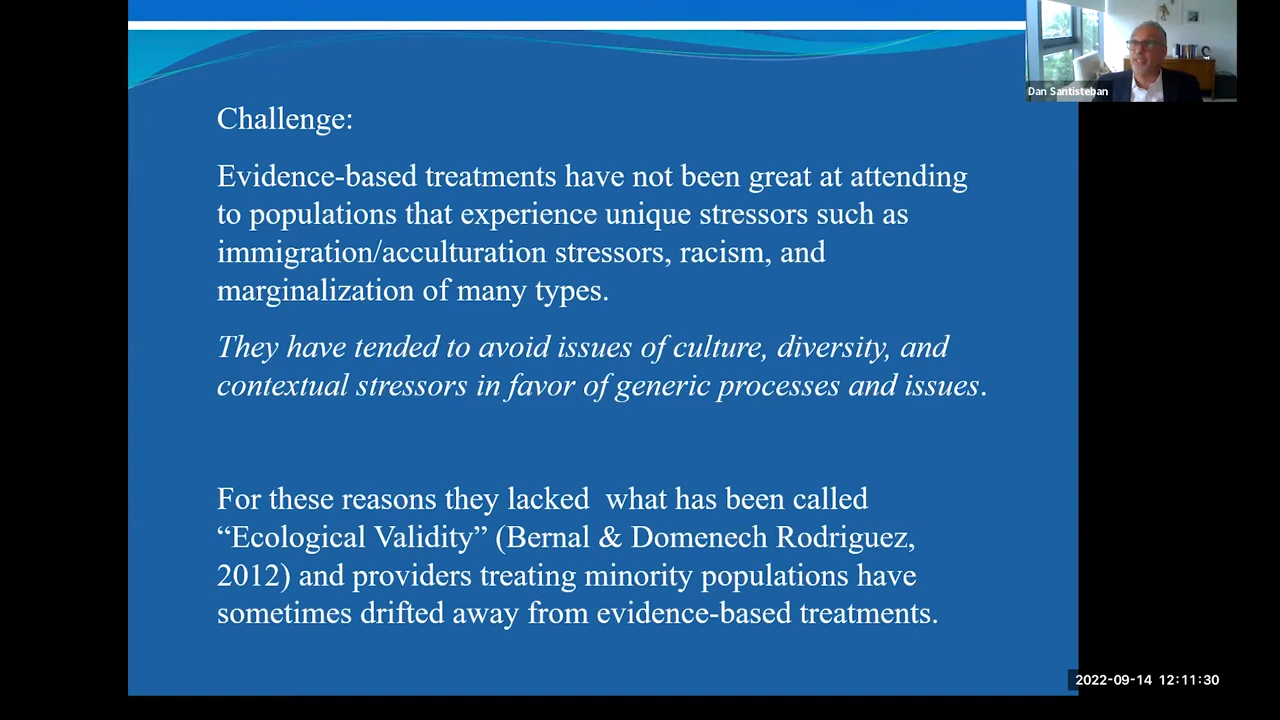 Dan Santisteban
Challenge:
Evidence-based treatments have not been great at attending
to populations that experience unique stressors such as
immigration/acculturation stressors, racism, and
marginalization of many types.
They have tended to avoid issues of culture, diversity, and
contextual stressors in favor of generic processes and issues.
For these reasons they lacked  what has been called
“Ecological Validity” (Bernal & Domenech Rodriguez,
2012) and providers treating minority populations have
sometimes drifted away from evidence-based treatments.
2022-09-14 12:11:30